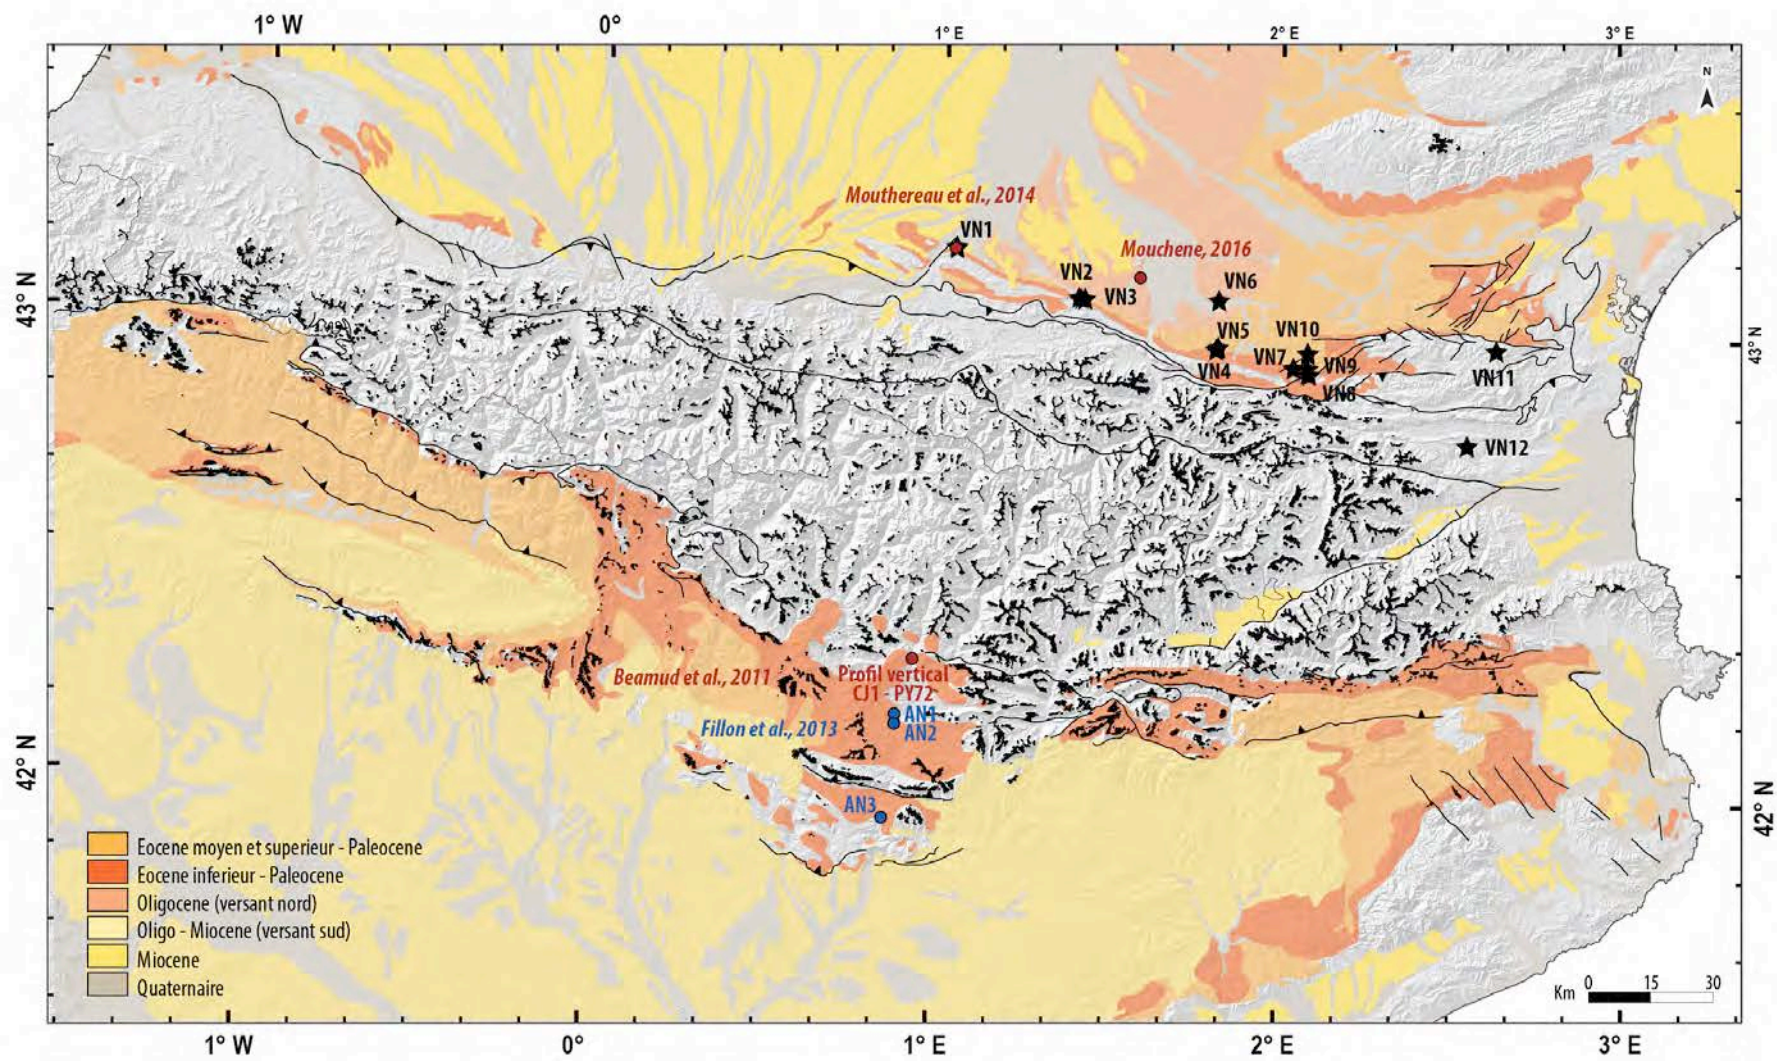 1° W
0°
1° E
2° E
3° E
N
43° N
43° N
Mouthereau et al., 2014
VN1
Mouchene, 2016
VN2
VN3
VN6
VN5
VN10
VN4
VN7
VN9
VN8
VN11
VN12
Beamud et al., 2011
Profil vertical
CJ1 - PY72
Fillon et al., 2013
AN1
AN2
AN3
42° N
42° N
Eocene moyen et superieur - Paleocene
Eocene inferieur - Paleocene
Oligocene (versant nord)
Oligo - Miocene (versant sud)
Miocene
Quaternaire
Km 0 15 30
1° W
0°
1° E
2° E
3° E